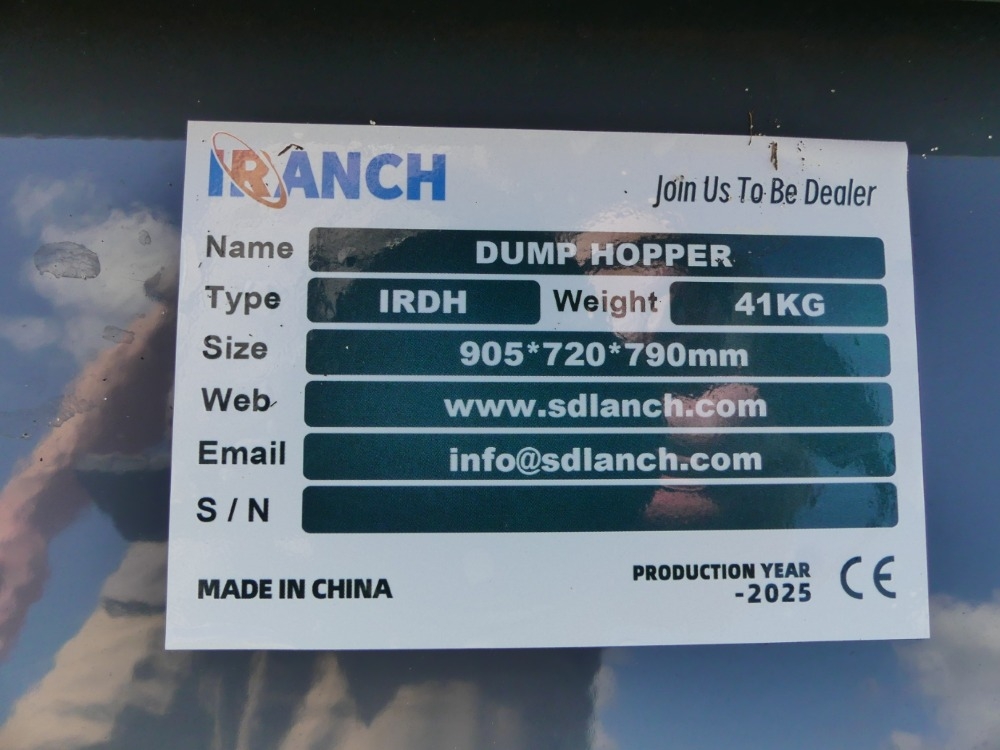 IRANCH
Join Us To Be Dealer
Name DUMP HOPPER
Type IRDH Weight 41KG
Size 905*720*790mm
Web www.sdlanch.com
Email info@sdlanch.com
S / N
MADE IN CHINA
PRODUCTION YEAR
-2025
CE